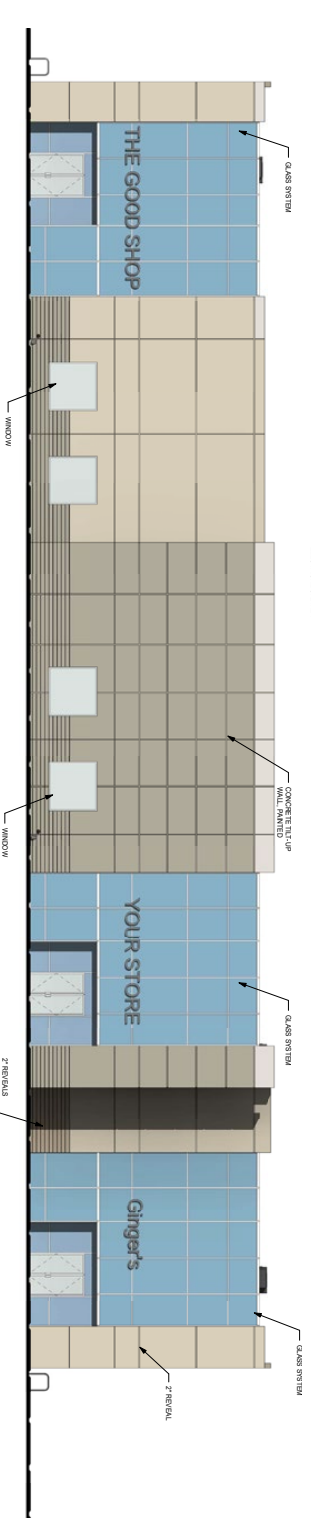 GLASS SYSTEM
THE GOOD SHOP
WINDOW
CONCRETE TILT-UP
WALL, PAINTED
WINDOW
GLASS SYSTEM
YOUR STORE
2" REVEALS
GLASS SYSTEM
Ginger's
2" REVEAL